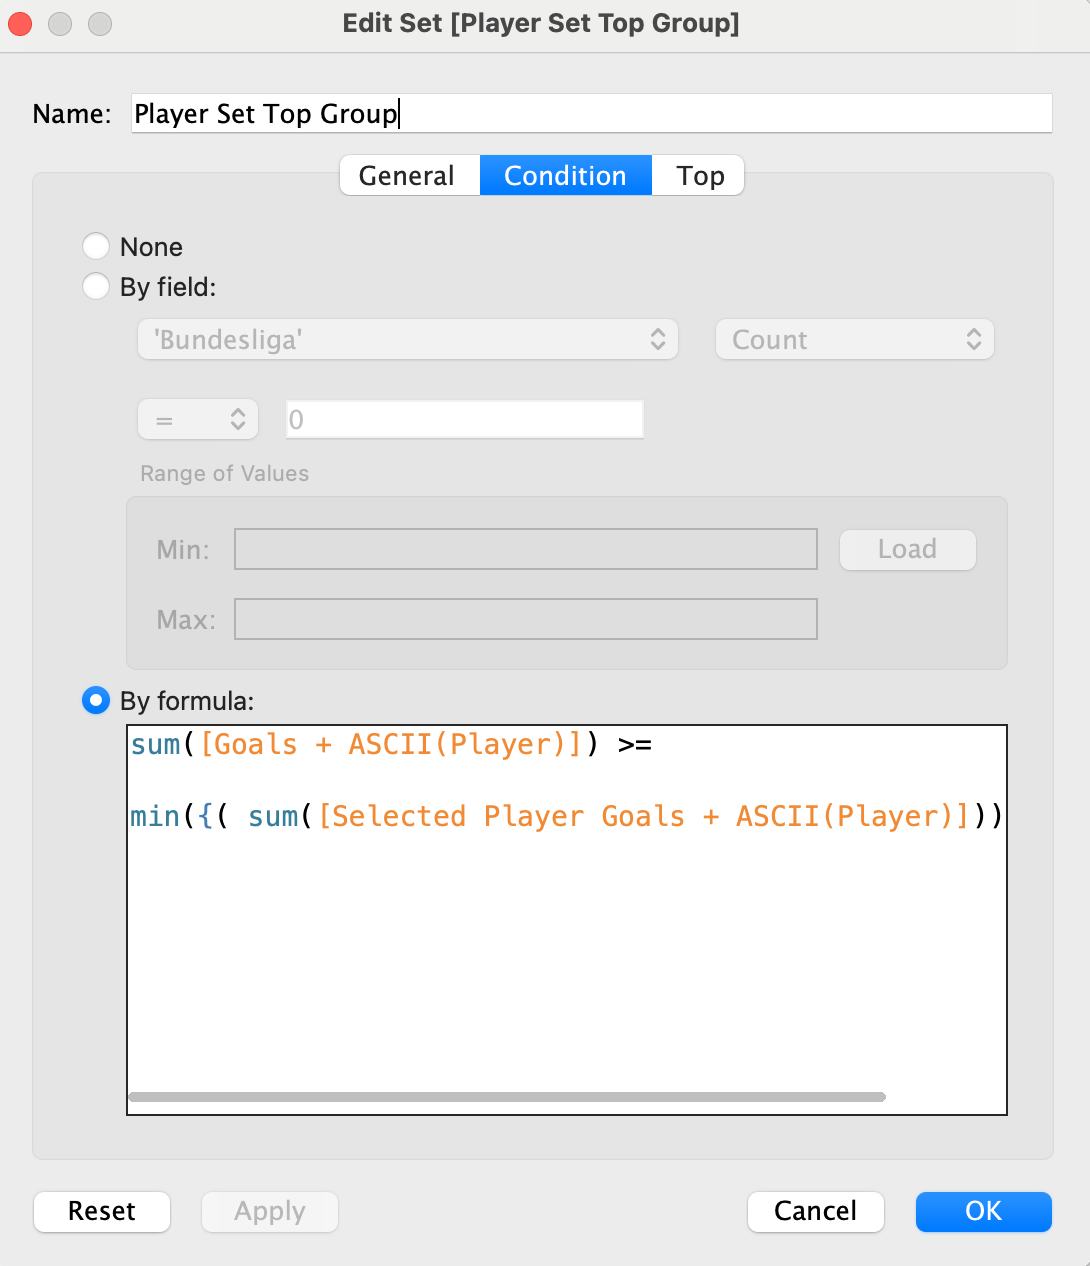 Edit Set [Player Set Top Group]
Name: Player Set Top Group
General Condition Top
None
By field:
'Bundesliga' Count
= 0
Range of Values
Min: Load
Max:
By formula:
sum([Goals + ASCII(Player)]) >=
min({( sum([Selected Player Goals + ASCII(Player)]))
Reset Apply Cancel OK